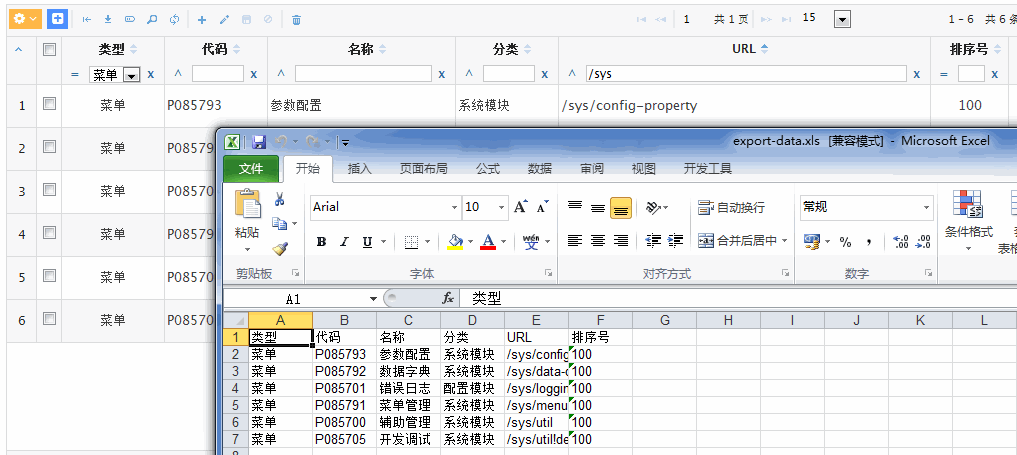 1 共 1 页 15 1 - 6 共 6 条
类型 代码 名称 分类 URL 排序号
= 菜单 x ^ x ^ x ^ x ^ /sys x = x
1 菜单 P085793 参数配置 系统模块 /sys/config-property 100
2 菜单 P08579
3 菜单 P08570
4 菜单 P08579
5 菜单 P08570
6 菜单 P08570
export-data.xls [兼容模式] - Microsoft Excel
文件 开始 插入 页面布局 公式 数据 审阅 视图 开发工具
粘贴 Arial 10 A A 自动换行 常规
B I U A wén 文 合并后居中 % , 条件格式
剪贴板 字体 对齐方式 数字 表格
A1 fx 类型
A B C D E F G H I J K L
1 类型 代码 名称 分类 URL 排序号
2 菜单 P085793 参数配置 系统模块 /sys/config 100
3 菜单 P085792 数据字典 系统模块 /sys/data- 100
4 菜单 P085701 错误日志 配置模块 /sys/loggin 100
5 菜单 P085791 菜单管理 系统模块 /sys/menu 100
6 菜单 P085700 辅助管理 系统模块 /sys/util 100
7 菜单 P085705 开发调试 系统模块 /sys/util!de 100